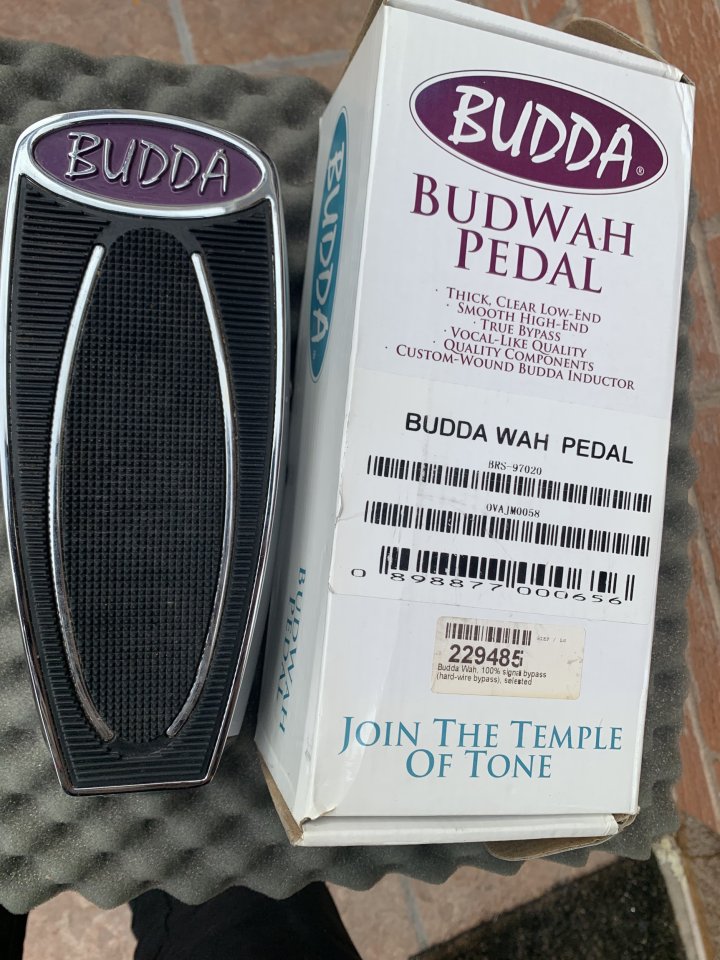 BUDDA
BUDDA
BUDWAH
PEDAL
BUDDA®
BUDWAH
PEDAL
· THICK, CLEAR LOW-END
· SMOOTH HIGH-END
· TRUE BYPASS
· VOCAL-LIKE QUALITY
· QUALITY COMPONENTS
· CUSTOM-WOUND BUDDA INDUCTOR
BUDDA WAH PEDAL
BRS-97020
0VAJM0058
0 898877 000656
229485
Budda Wah, 100% signal bypass
(hard-wire bypass), selected
JOIN THE TEMPLE
OF TONE